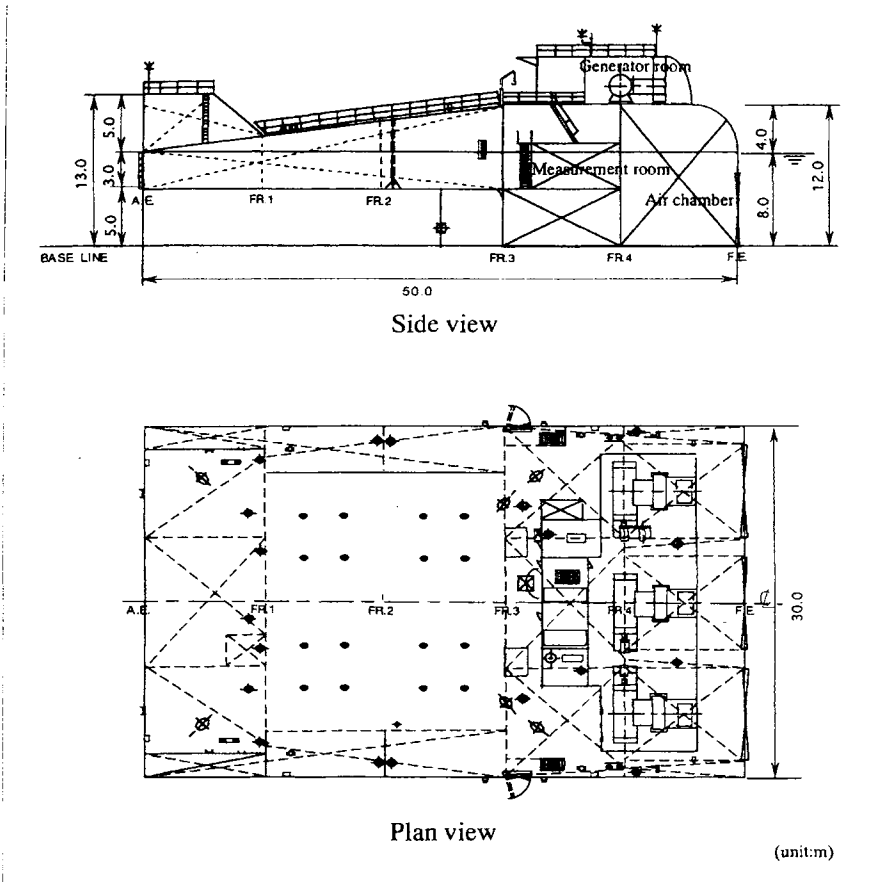 Generator room
5.0
3.0
13.0
5.0
4.0
12.0
8.0
Measurement room
Air chamber
A.E.
FR.1
FR.2
BASE LINE
FR.3
FR.4
F.E.
50.0
Side view
A.E.
FR.1
FR.2
FR.3
FR.4
F.E.
30.0
Plan view
(unit:m)